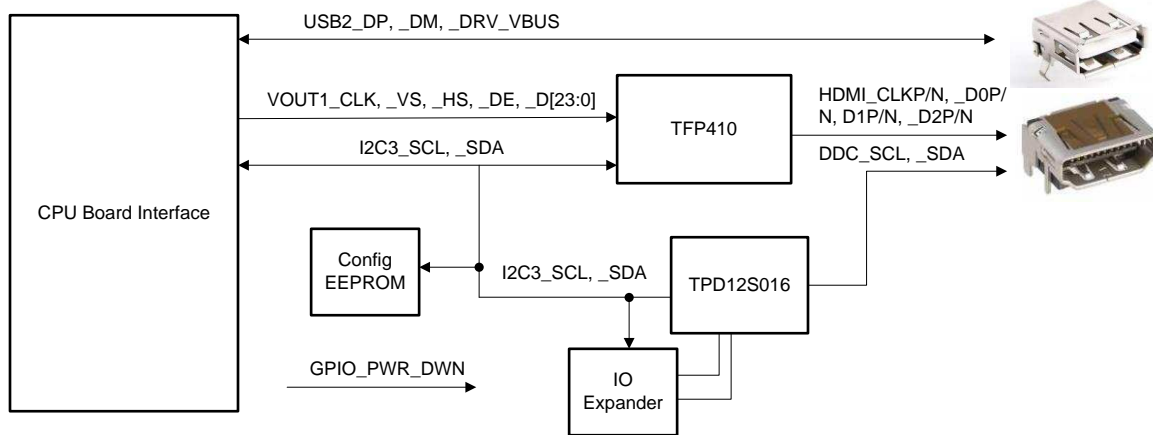 USB2_DP, _DM, _DRV_VBUS
VOUT1_CLK, _VS, _HS, _DE, _D[23:0]
TFP410
HDMI_CLKP/N, _D0P/
N, D1P/N, _D2P/N
I2C3_SCL, _SDA
DDC_SCL, _SDA
CPU Board Interface
Config
EEPROM
I2C3_SCL, _SDA
TPD12S016
GPIO_PWR_DWN
IO
Expander